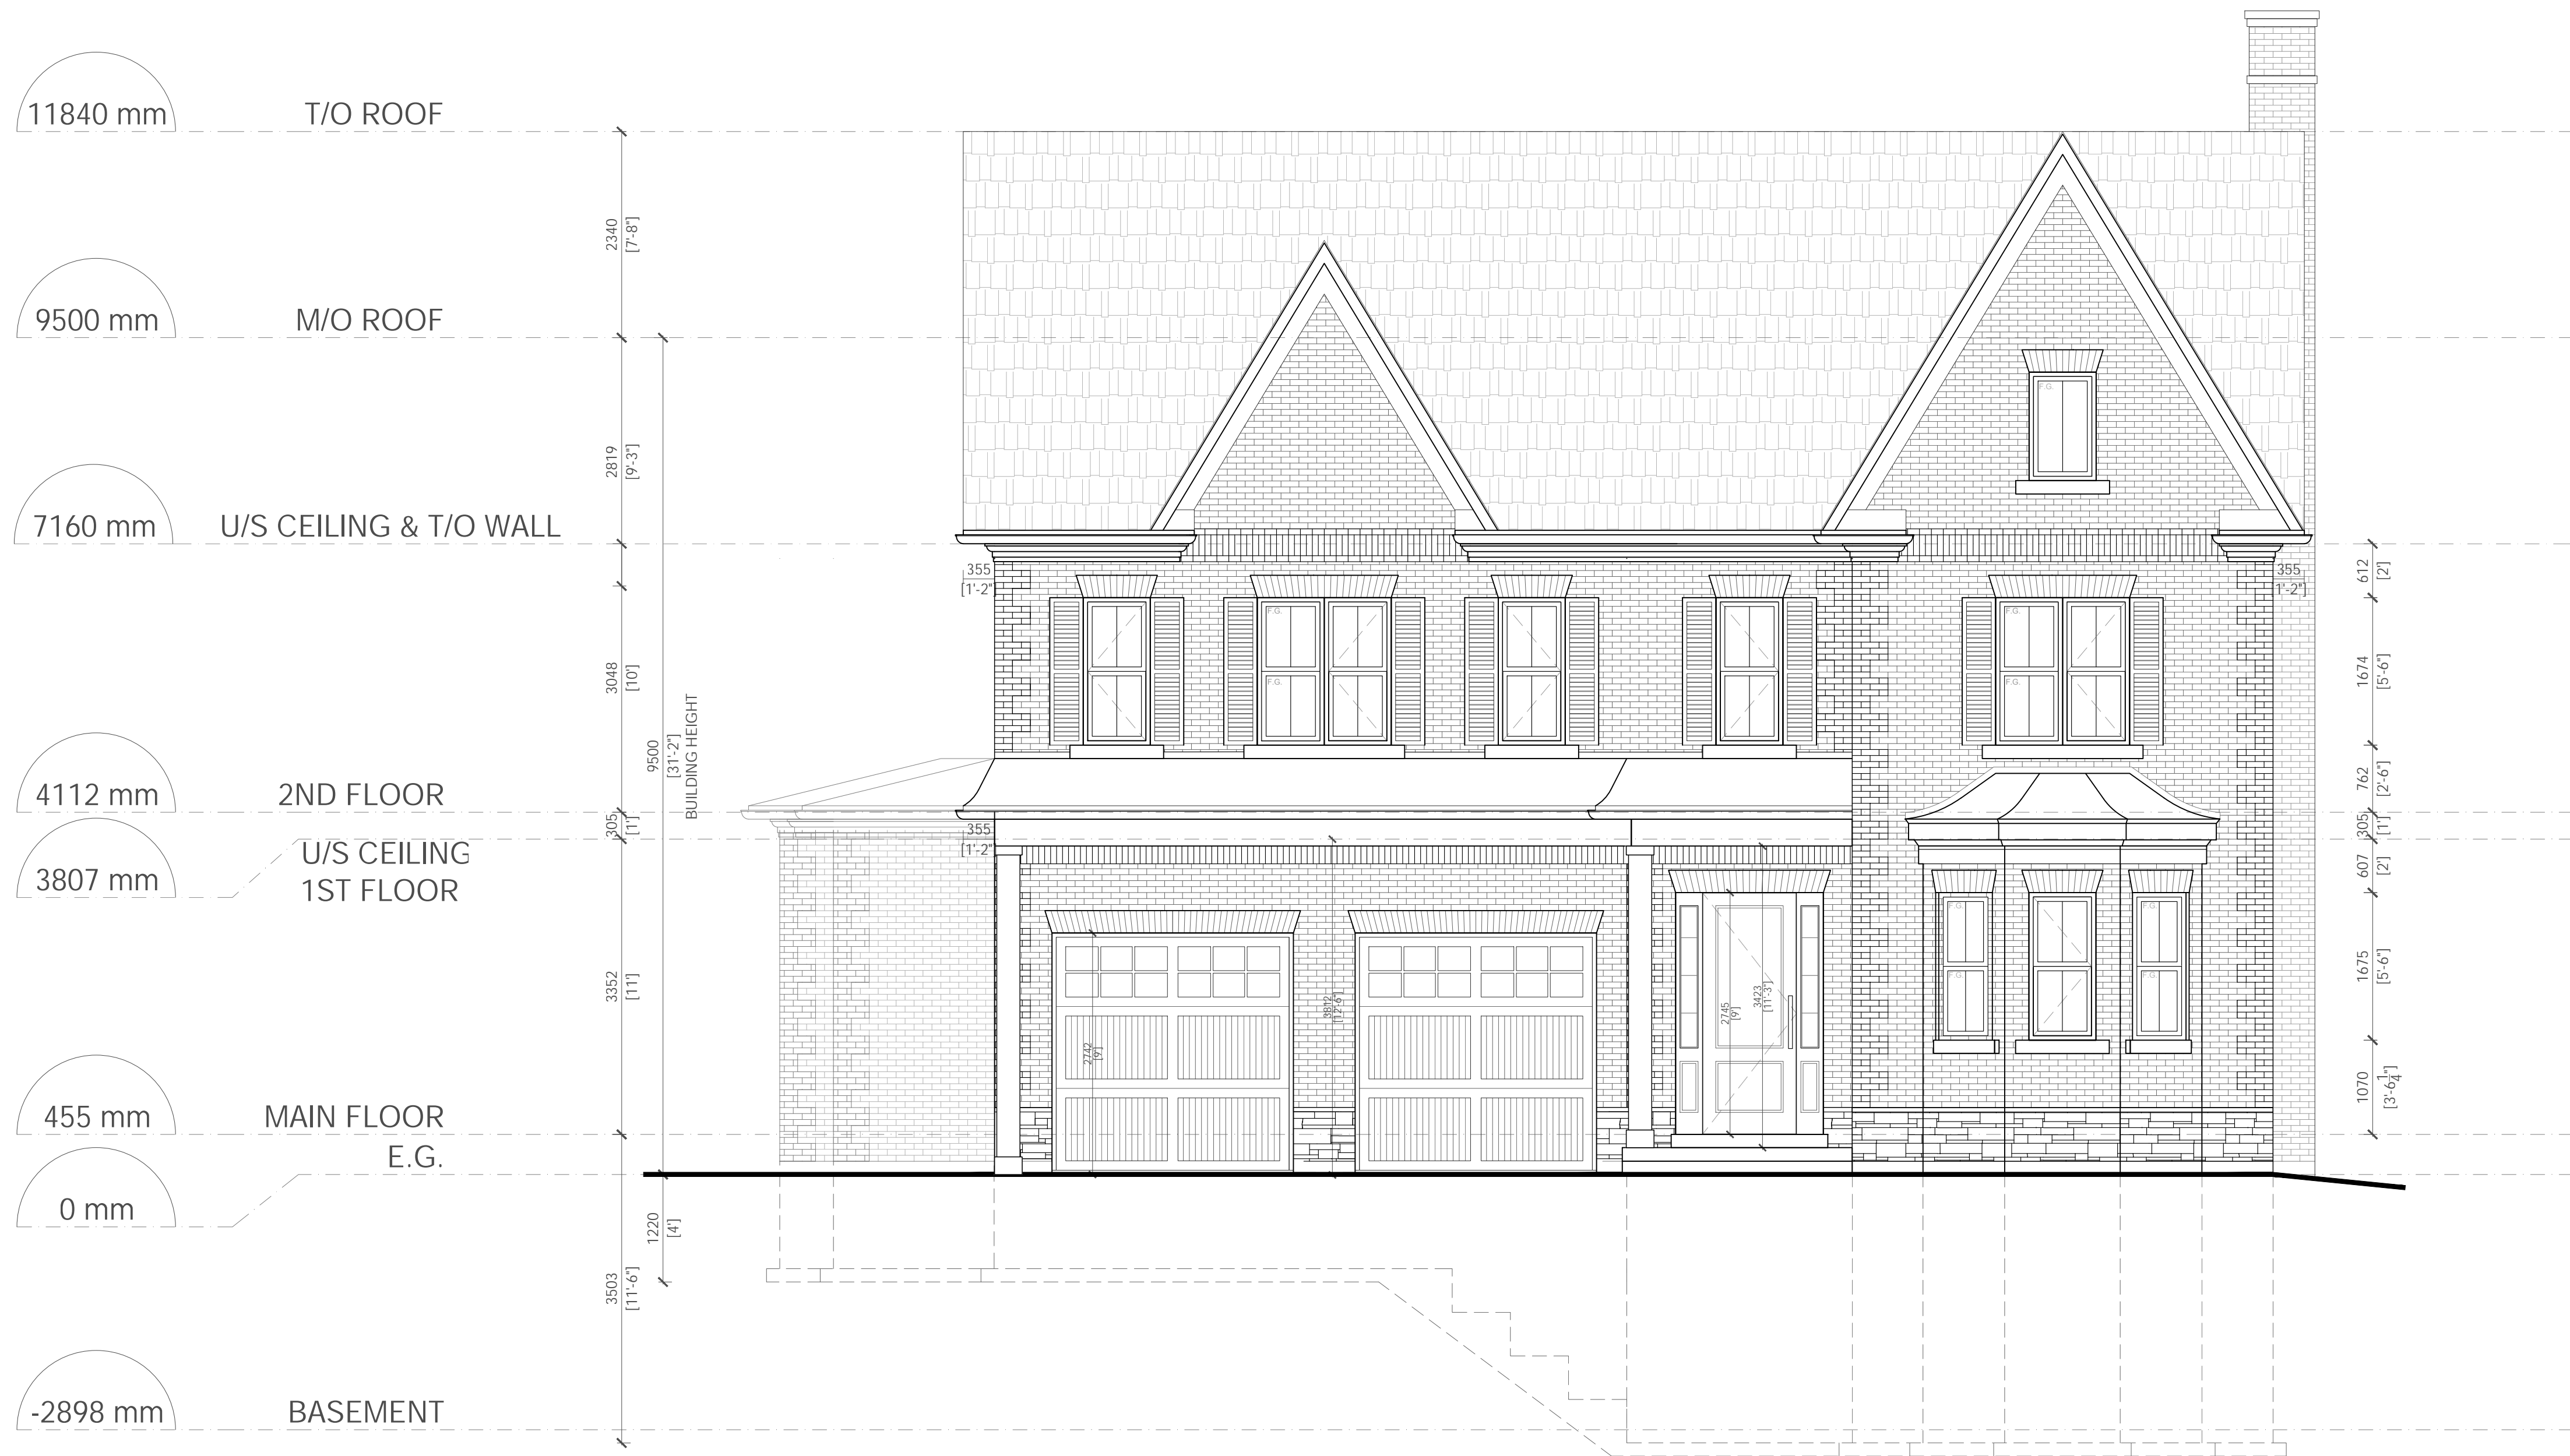 11840 mm T/O ROOF
2340
[7'-8"]
9500 mm M/O ROOF
2819
[9'-3"]
7160 mm U/S CEILING & T/O WALL
3048
[10']
9500
[31'-2"]
BUILDING HEIGHT
4112 mm 2ND FLOOR
305
[1']
3807 mm U/S CEILING
1ST FLOOR
3352
[11']
455 mm MAIN FLOOR
E.G.
0 mm
1220
[4']
3503
[11'-6"]
-2898 mm BASEMENT
355
[1'-2"]
355
[1'-2"]
355
[1'-2"]
F.G.
F.G.
F.G.
F.G.
F.G.
F.G.
F.G.
F.G.
F.G.
2742
[9']
3812
[12'-6"]
2745
[9']
3423
[11'-3"]
612
[2']
1674
[5'-6"]
762
[2'-6"]
305
[1']
607
[2']
1675
[5'-6"]
1070
[3'-6 1/4"]